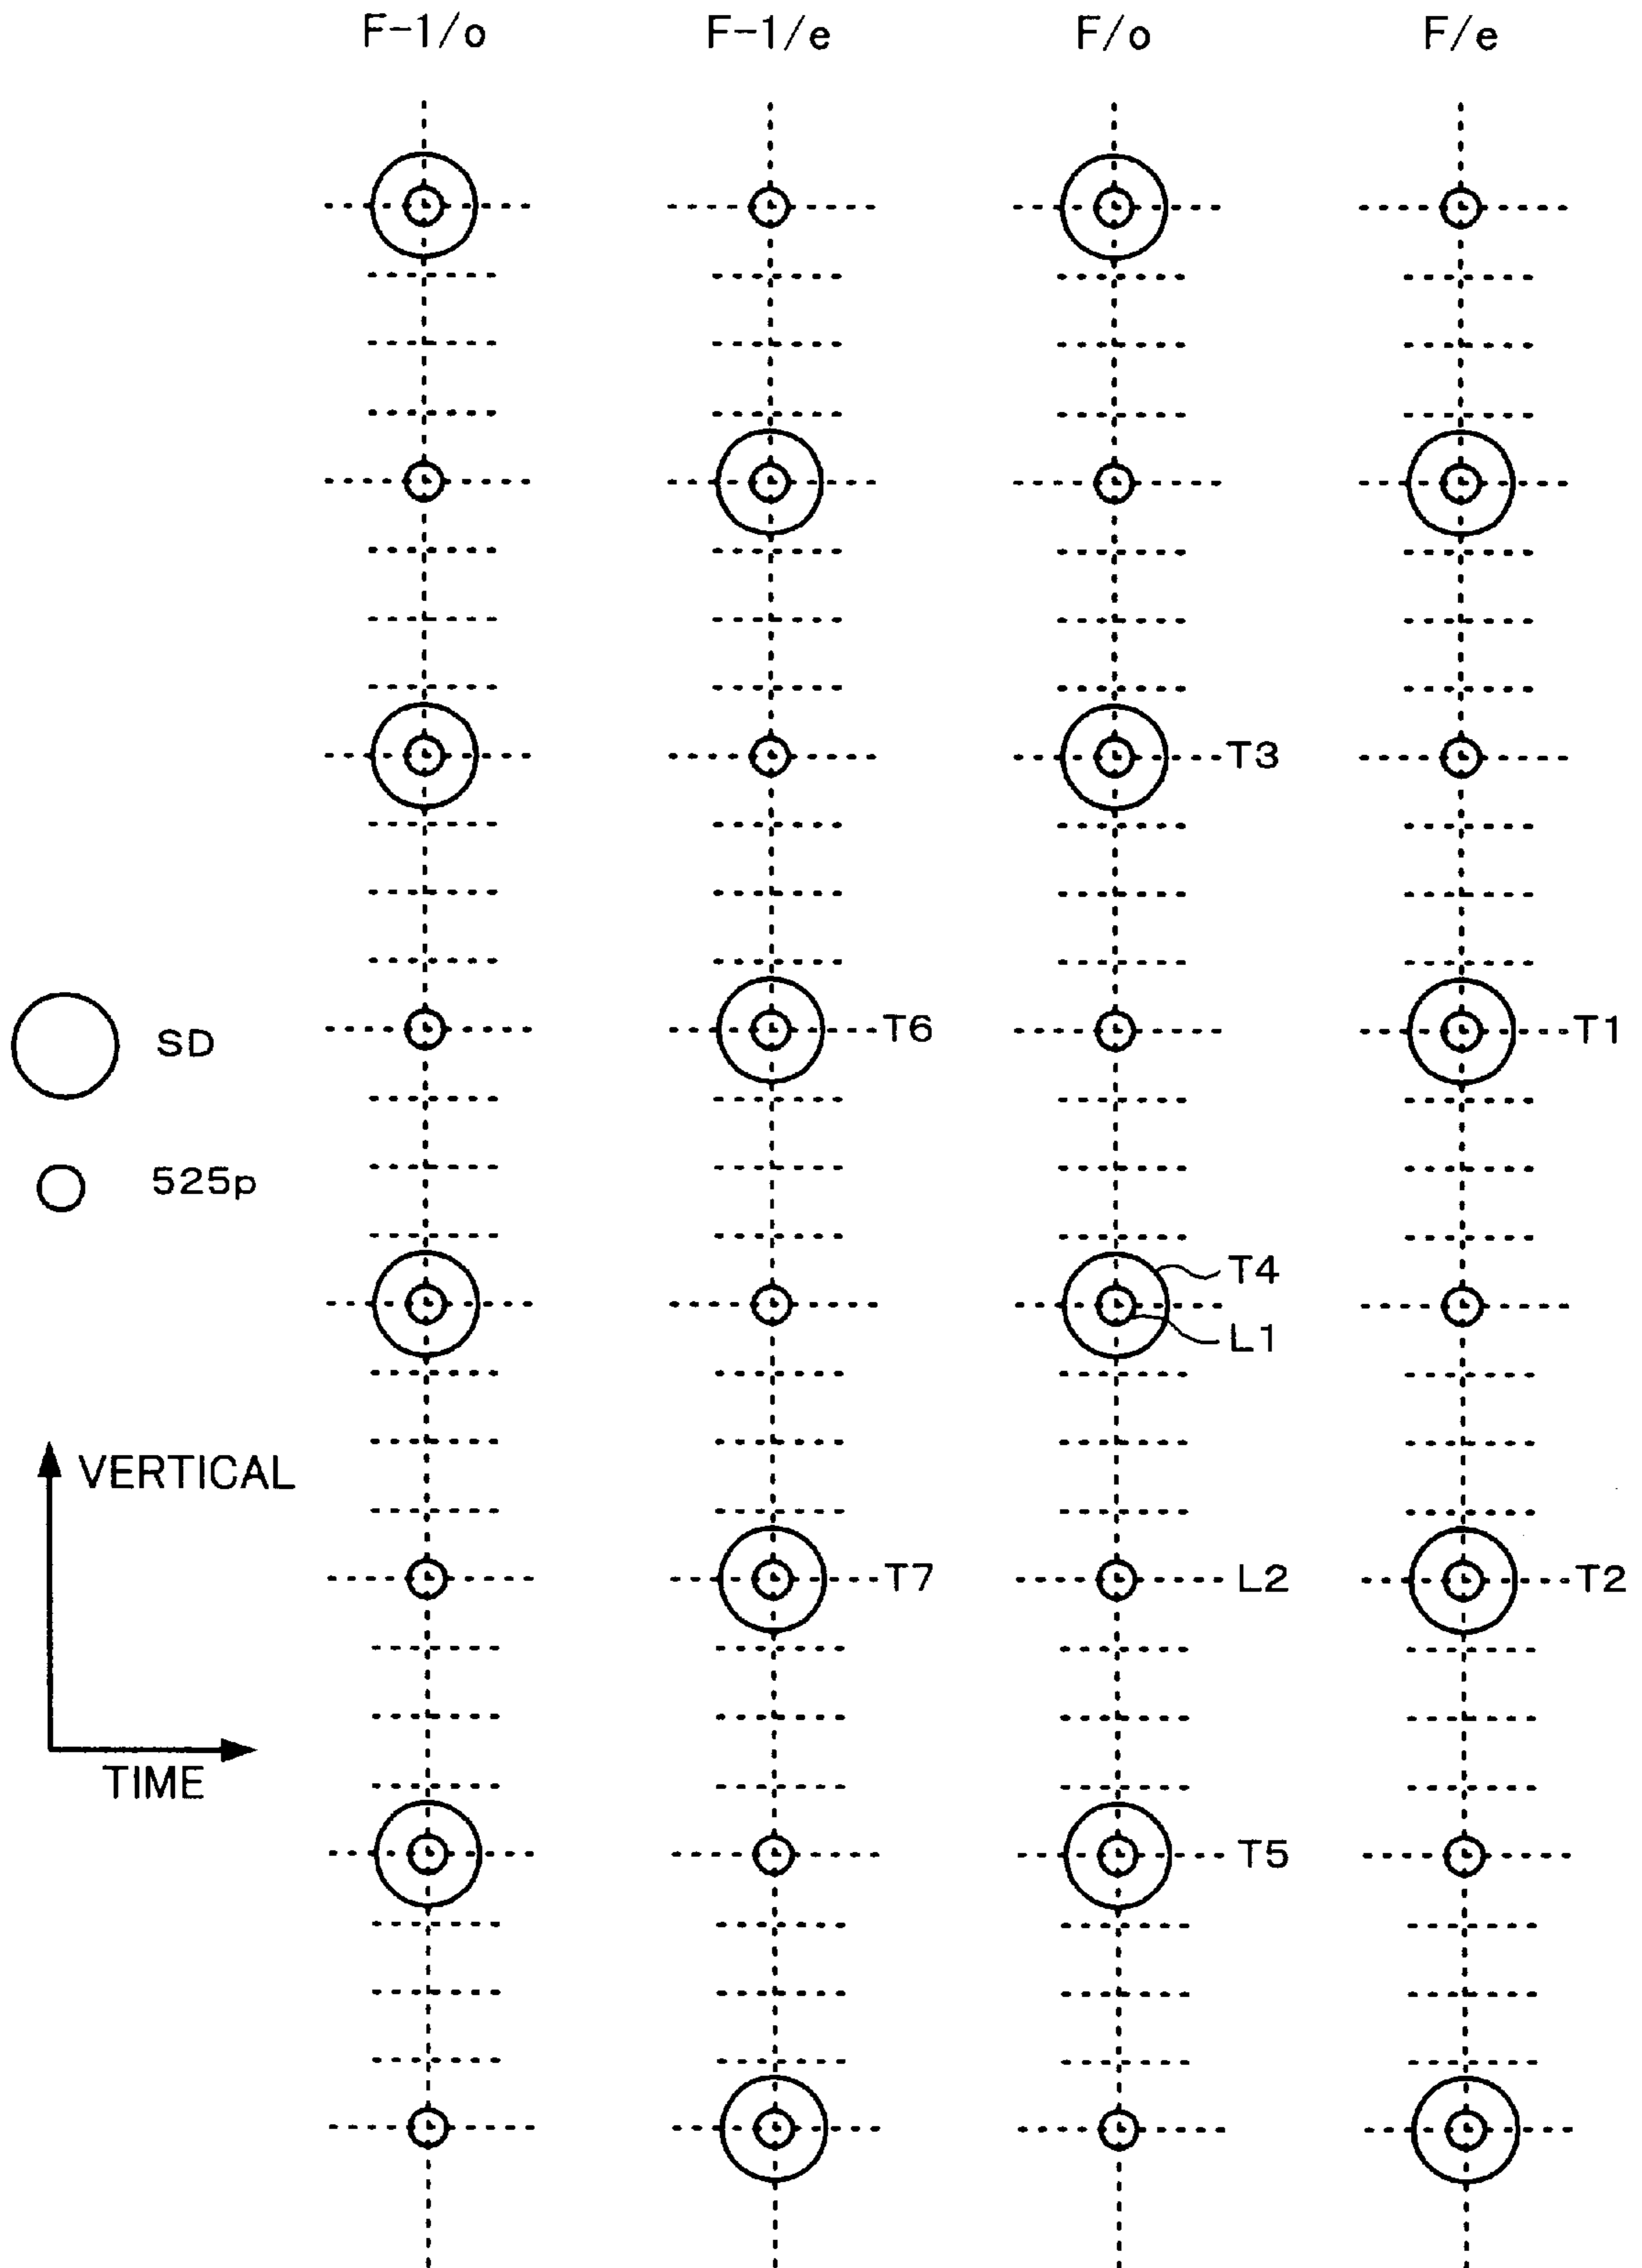 F-1/o F-1/e F/o F/e
T3
T6 T1
SD
525p
T4
L1
VERTICAL
T7 L2 T2
TIME
T5